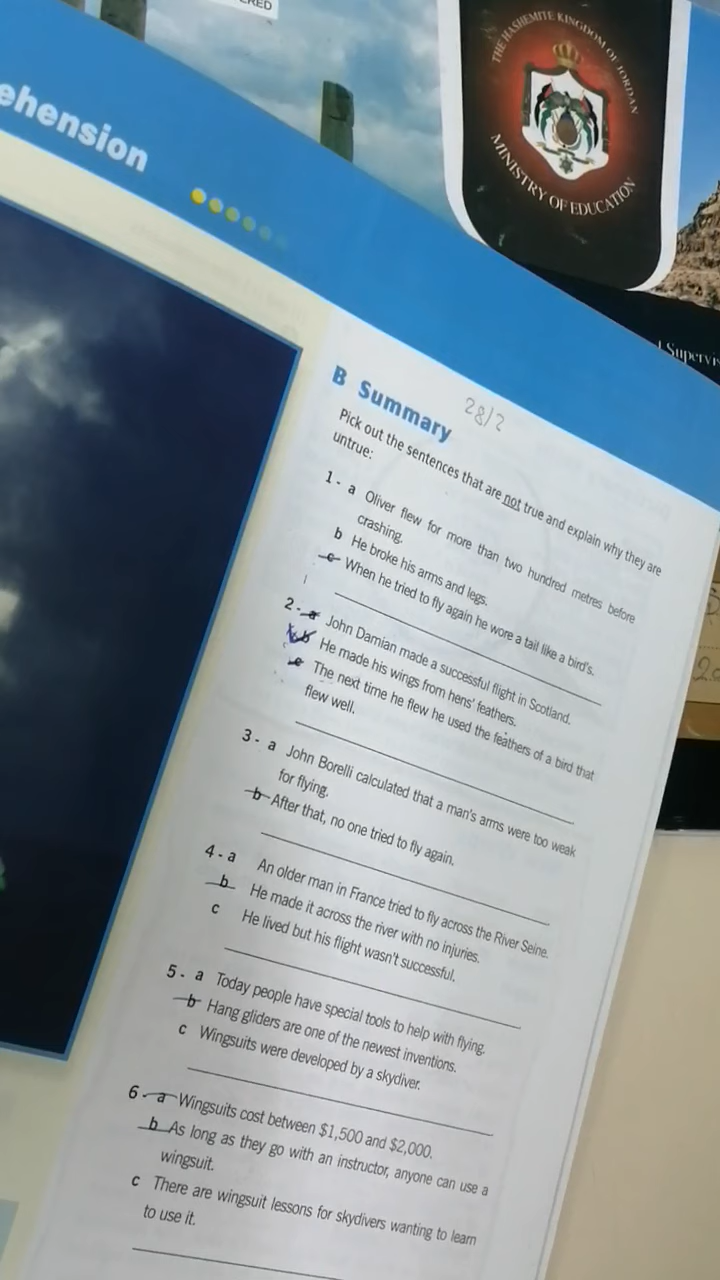 ERED
THE HASHEMITE KINGDOM OF JORDAN
MINISTRY OF EDUCATION
ehension
Supervis
B Summary
28/2
Pick out the sentences that are not true and explain why they are
untrue:
1 - a Oliver flew for more than two hundred metres before
crashing.
b He broke his arms and legs.
c When he tried to fly again he wore a tail like a bird's.
2 - a John Damian made a successful flight in Scotland.
b He made his wings from hens' feathers.
c The next time he flew he used the feathers of a bird that
flew well.
3 - a John Borelli calculated that a man's arms were too weak
for flying.
b After that, no one tried to fly again.
4 - a An older man in France tried to fly across the River Seine.
b He made it across the river with no injuries.
c He lived but his flight wasn't successful.
5 - a Today people have special tools to help with flying.
b Hang gliders are one of the newest inventions.
c Wingsuits were developed by a skydiver.
6 - a Wingsuits cost between $1,500 and $2,000.
b As long as they go with an instructor, anyone can use a
wingsuit.
c There are wingsuit lessons for skydivers wanting to learn
to use it.